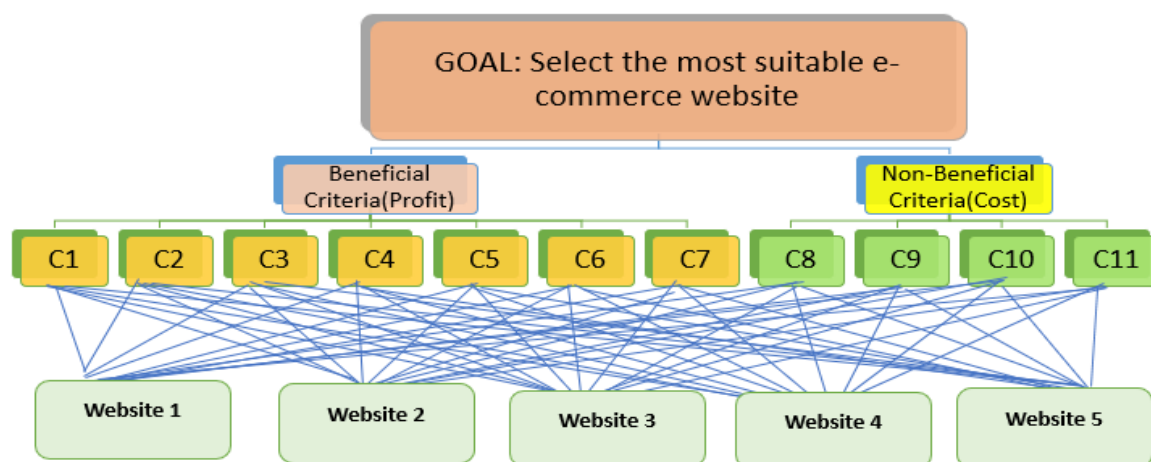 GOAL: Select the most suitable e-
commerce website
Beneficial
Criteria(Profit)
Non-Beneficial
Criteria(Cost)
C1
C2
C3
C4
C5
C6
C7
C8
C9
C10
C11
Website 1
Website 2
Website 3
Website 4
Website 5